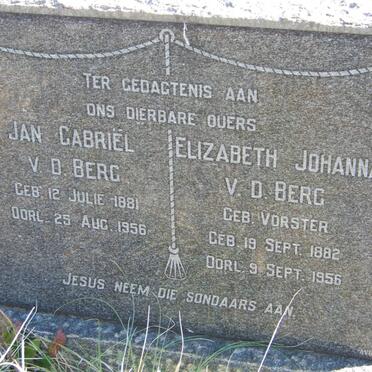 TER GEDAGTENIS AAN
ONS DIERBARE OUERS
JAN GABRIËL
V. D. BERG
GEB. 12 JULIE 1881
OORL. 25 AUG. 1956
ELIZABETH JOHANNA
V. D. BERG
GEB. VORSTER
GEB. 19 SEPT. 1882
OORL. 9 SEPT. 1956
JESUS NEEM DIE SONDAARS AAN.